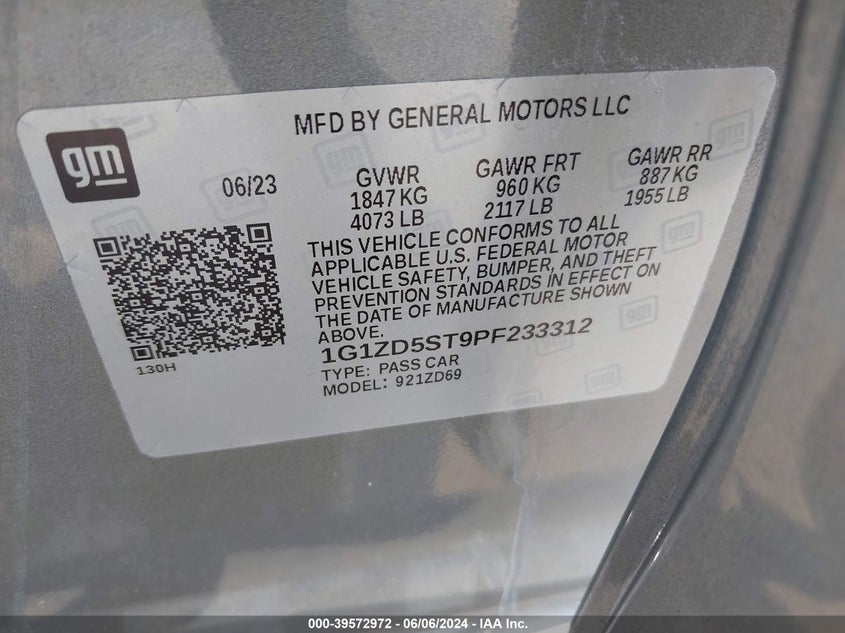 MFD BY GENERAL MOTORS LLC
gm
06/23
GVWR
1847 KG
4073 LB
GAWR FRT
960 KG
2117 LB
GAWR RR
887 KG
1955 LB
THIS VEHICLE CONFORMS TO ALL
APPLICABLE U.S. FEDERAL MOTOR
VEHICLE SAFETY, BUMPER, AND THEFT
PREVENTION STANDARDS IN EFFECT ON
THE DATE OF MANUFACTURE SHOWN
ABOVE.
1G1ZD5ST9PF233312
TYPE: PASS CAR
MODEL: 921ZD69
130H
000-39572972 - 06/06/2024 - IAA Inc.